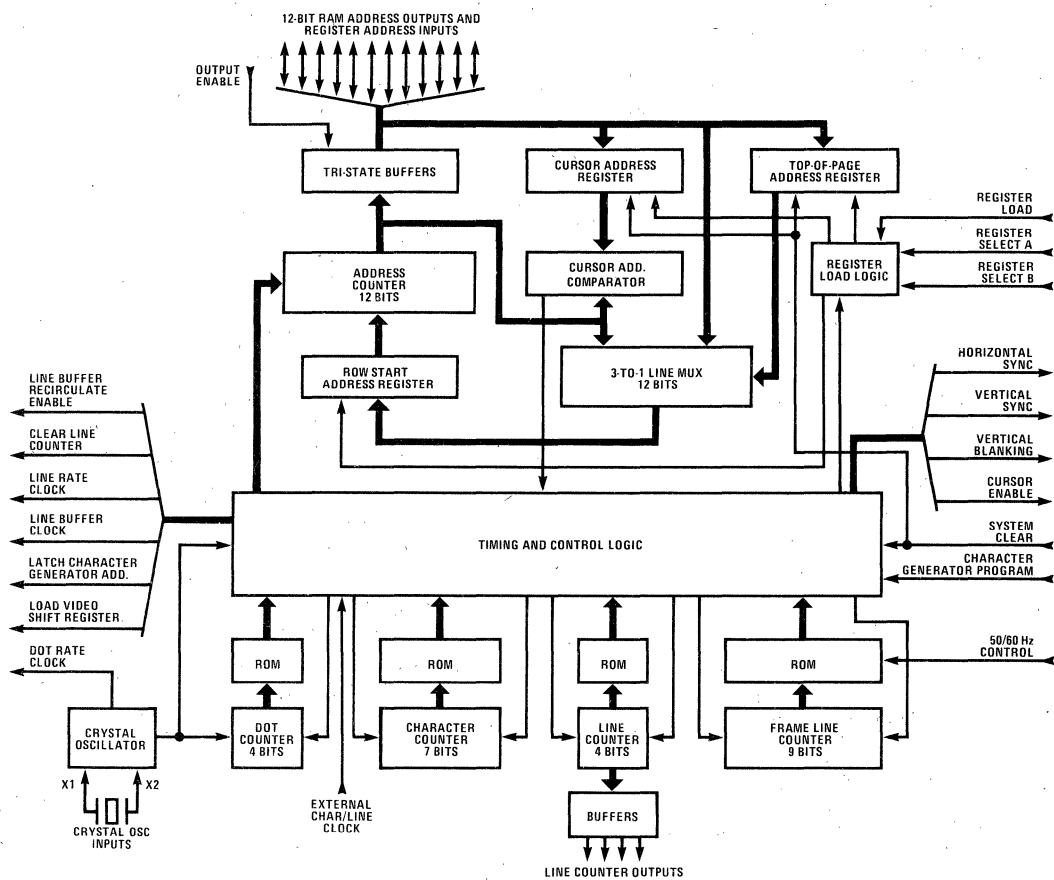 12-BIT RAM ADDRESS OUTPUTS AND
REGISTER ADDRESS INPUTS
OUTPUT
ENABLE
TRI-STATE BUFFERS
CURSOR ADDRESS
REGISTER
TOP-OF-PAGE
ADDRESS REGISTER
REGISTER
LOAD
REGISTER
SELECT A
REGISTER
SELECT B
ADDRESS
COUNTER
12 BITS
CURSOR ADD.
COMPARATOR
REGISTER
LOAD LOGIC
ROW START
ADDRESS REGISTER
3-TO-1 LINE MUX
12 BITS
LINE BUFFER
RECIRCULATE
ENABLE
CLEAR LINE
COUNTER
LINE RATE
CLOCK
LINE BUFFER
CLOCK
LATCH CHARACTER
GENERATOR ADD.
LOAD VIDEO
SHIFT REGISTER
DOT RATE
CLOCK
HORIZONTAL
SYNC
VERTICAL
SYNC
VERTICAL
BLANKING
CURSOR
ENABLE
SYSTEM
CLEAR
CHARACTER
GENERATOR PROGRAM
50/60 Hz
CONTROL
TIMING AND CONTROL LOGIC
ROM
ROM
ROM
ROM
CRYSTAL
OSCILLATOR
DOT
COUNTER
4 BITS
CHARACTER
COUNTER
7 BITS
LINE
COUNTER
4 BITS
FRAME LINE
COUNTER
9 BITS
X1
X2
CRYSTAL OSC
INPUTS
EXTERNAL
CHAR/LINE
CLOCK
BUFFERS
LINE COUNTER OUTPUTS